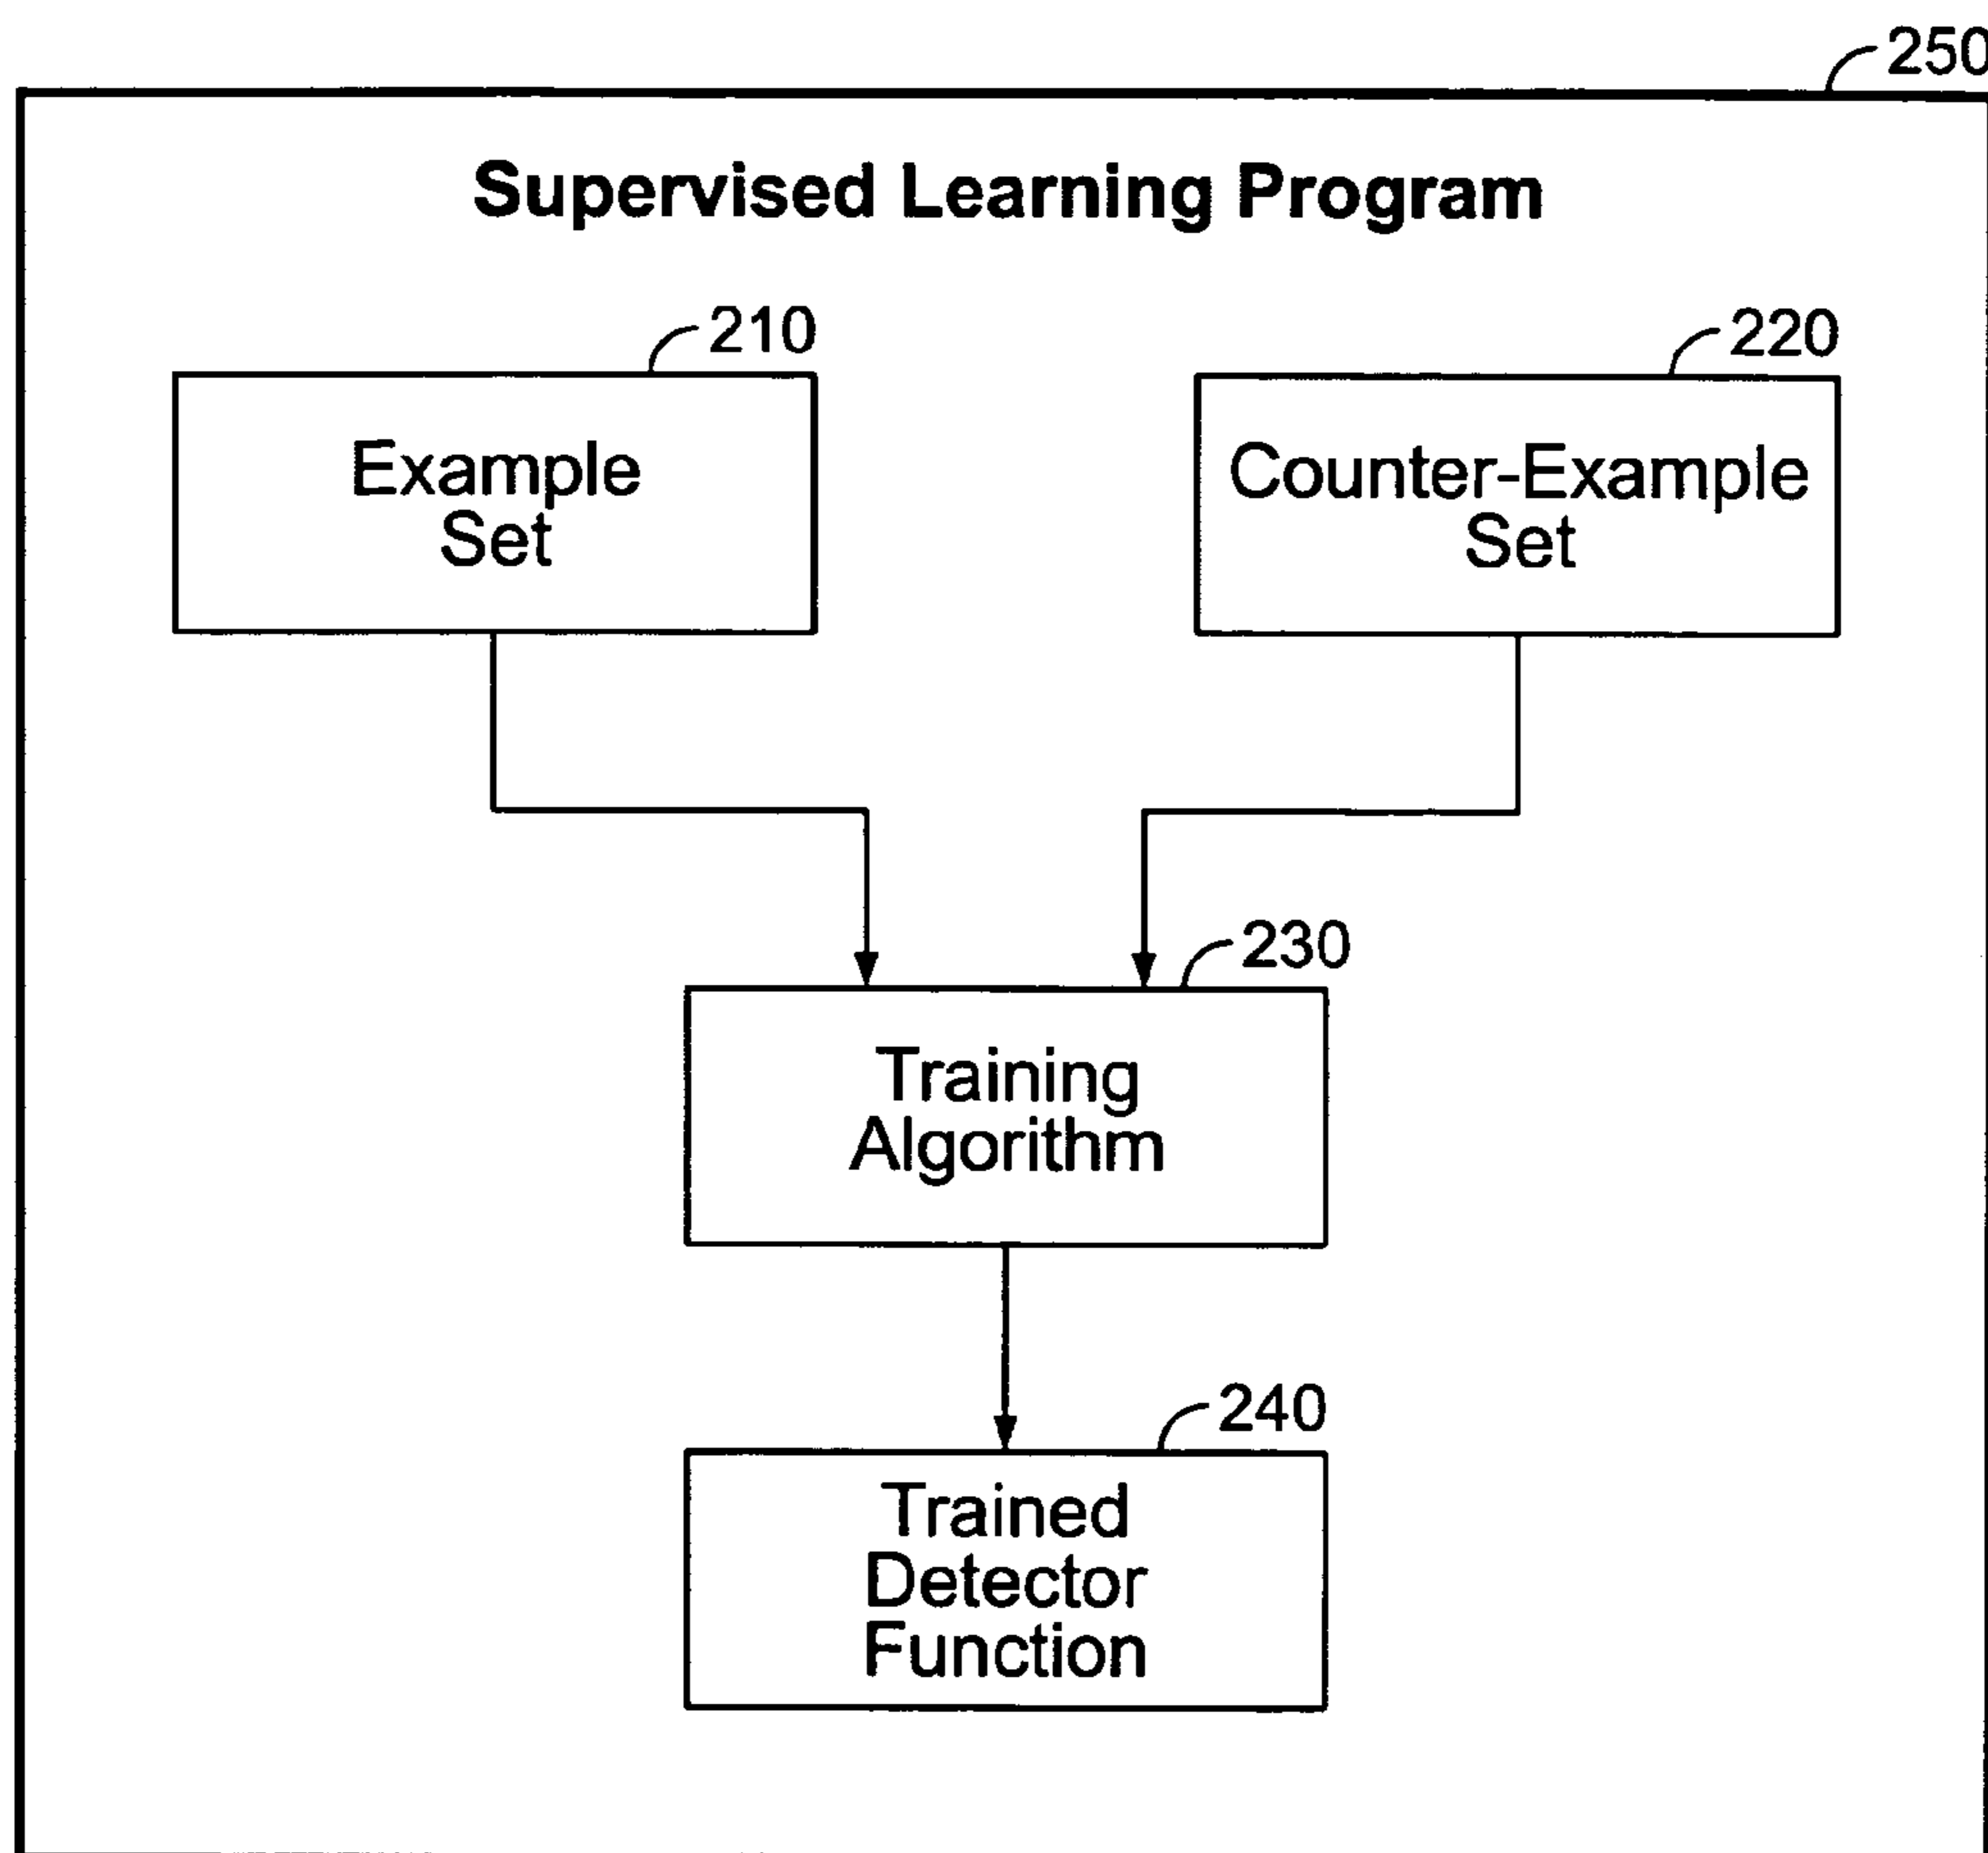 250
Supervised Learning Program
210
220
Example
Set
Counter-Example
Set
230
Training
Algorithm
240
Trained
Detector
Function